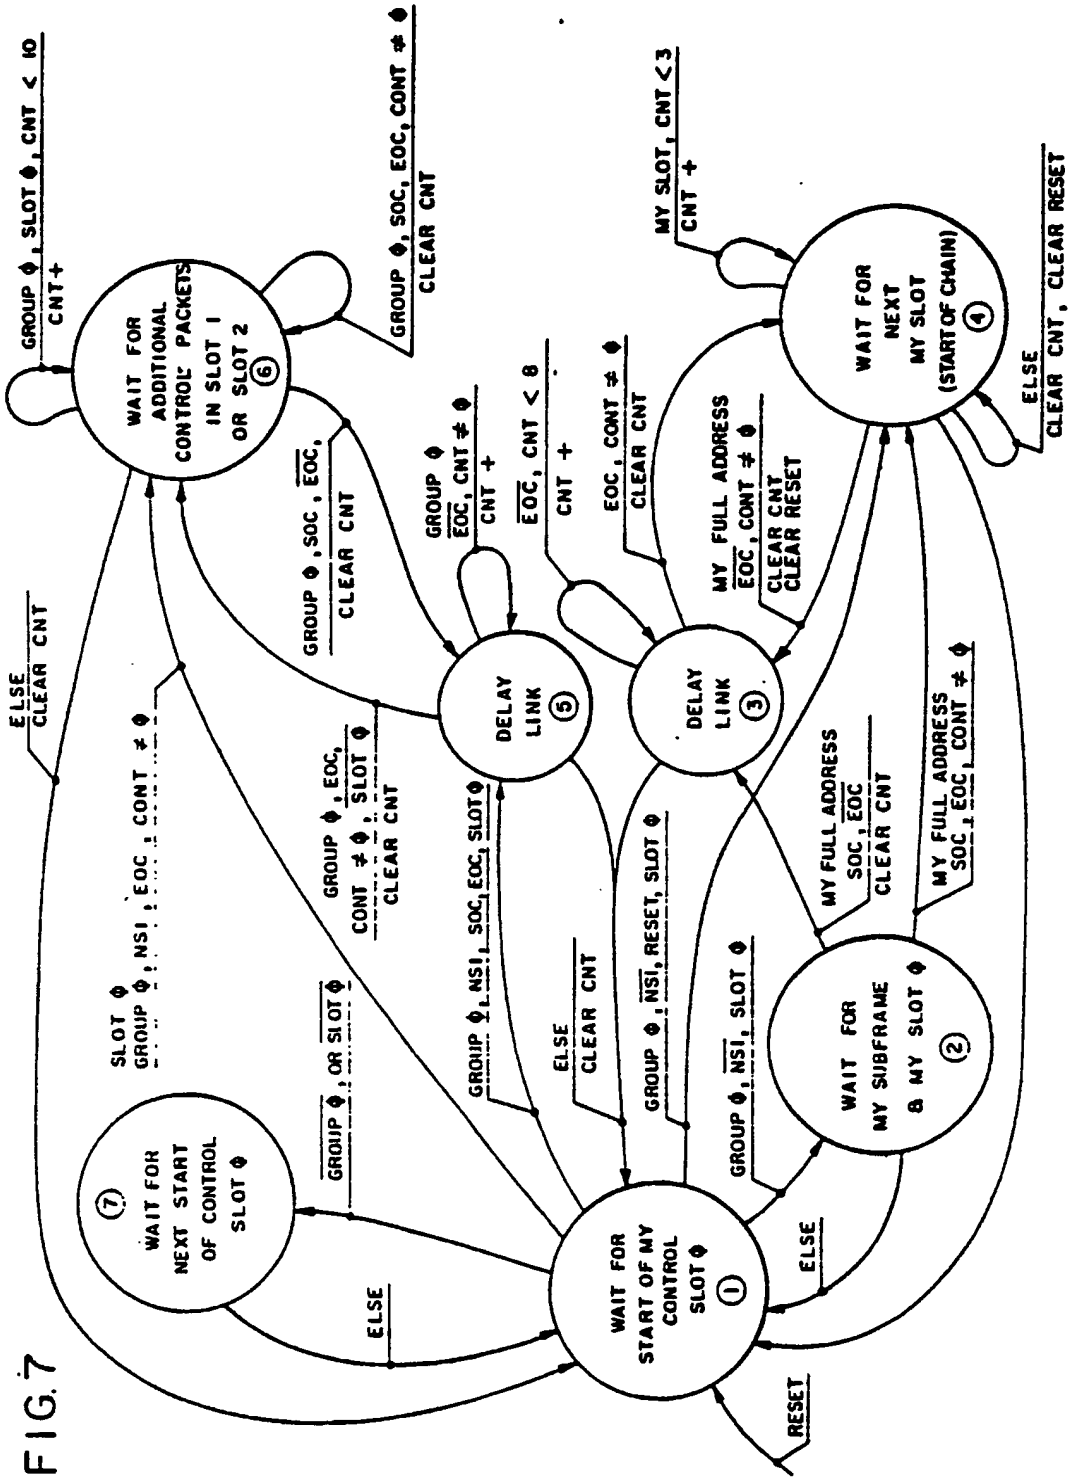 FIG. 7
GROUP Φ, SLOT Φ, CNT < 10
CNT+
WAIT FOR
ADDITIONAL
CONTROL PACKETS
IN SLOT 1
OR SLOT 2
6
GROUP Φ, SOC, EOC, CONT ≠ Φ
CLEAR CNT
ELSE
CLEAR CNT
SLOT Φ
GROUP Φ, NSI, EOC, CONT ≠ Φ
GROUP Φ, SOC, EOC,
CLEAR CNT
7
WAIT FOR
NEXT START
OF CONTROL
SLOT Φ
GROUP Φ, OR SLOT Φ
ELSE
GROUP Φ, EOC,
CONT ≠ Φ, SLOT Φ
CLEAR CNT
GROUP Φ
EOC, CNT ≠ Φ
CNT +
DELAY
LINK
5
GROUP Φ, NSI, SOC, EOC, SLOT Φ
EOC, CNT < 8
CNT +
EOC, CONT ≠ Φ
CLEAR CNT
DELAY
LINK
3
ELSE
CLEAR CNT
MY SLOT, CNT < 3
CNT +
WAIT FOR
NEXT
MY SLOT
(START OF CHAIN)
4
ELSE
CLEAR CNT, CLEAR RESET
MY FULL ADDRESS
EOC, CONT ≠ Φ
CLEAR CNT
CLEAR RESET
GROUP Φ, NSI, RESET, SLOT Φ
GROUP Φ, NSI, SLOT Φ
MY FULL ADDRESS
SOC, EOC
CLEAR CNT
MY FULL ADDRESS
SOC, EOC, CONT ≠ Φ
WAIT FOR
START OF MY
CONTROL
SLOT Φ
1
WAIT FOR
MY SUBFRAME
& MY SLOT Φ
2
ELSE
RESET